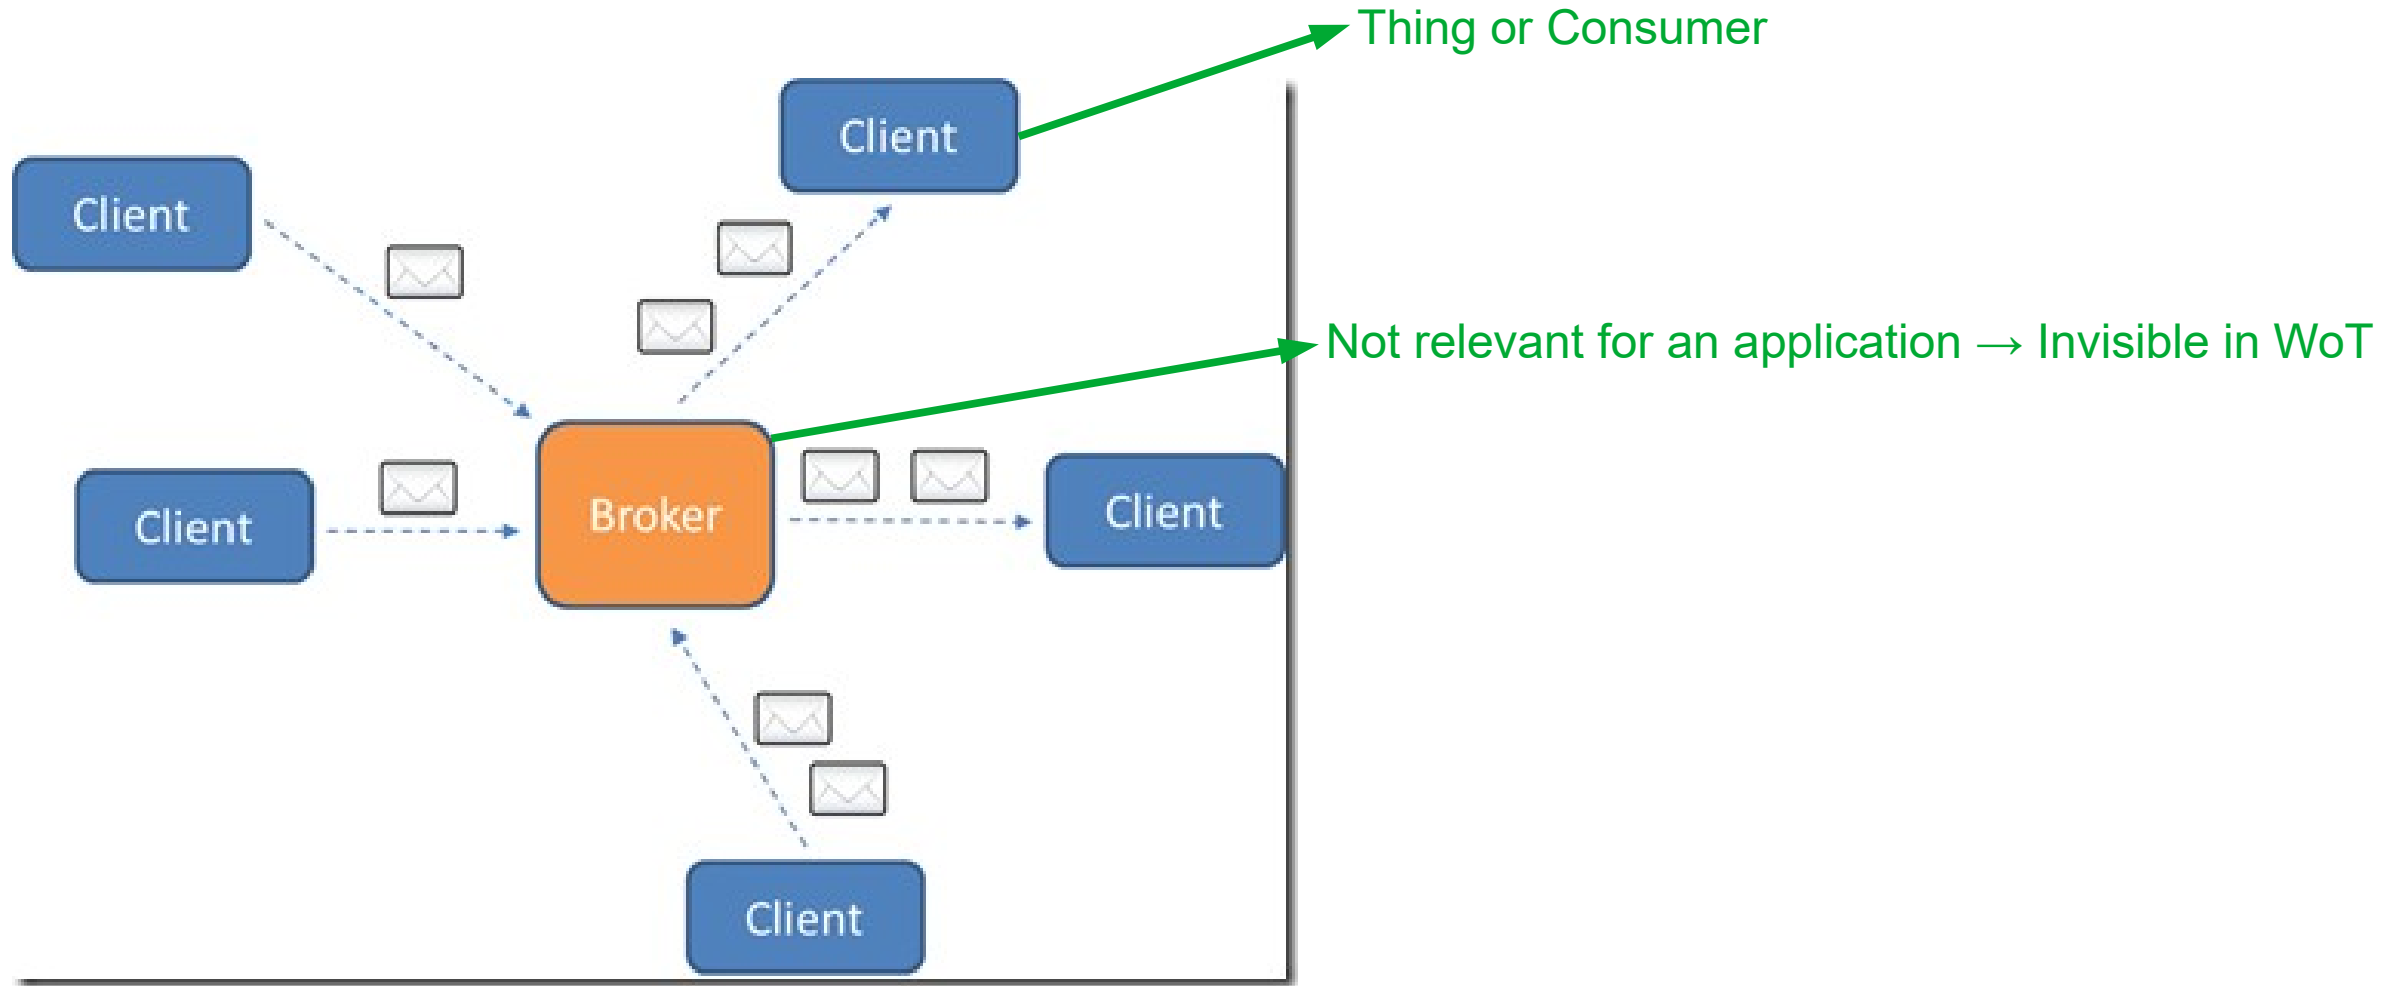 Thing or Consumer
Client
Client
Not relevant for an application → Invisible in WoT
Client
Broker
Client
Client